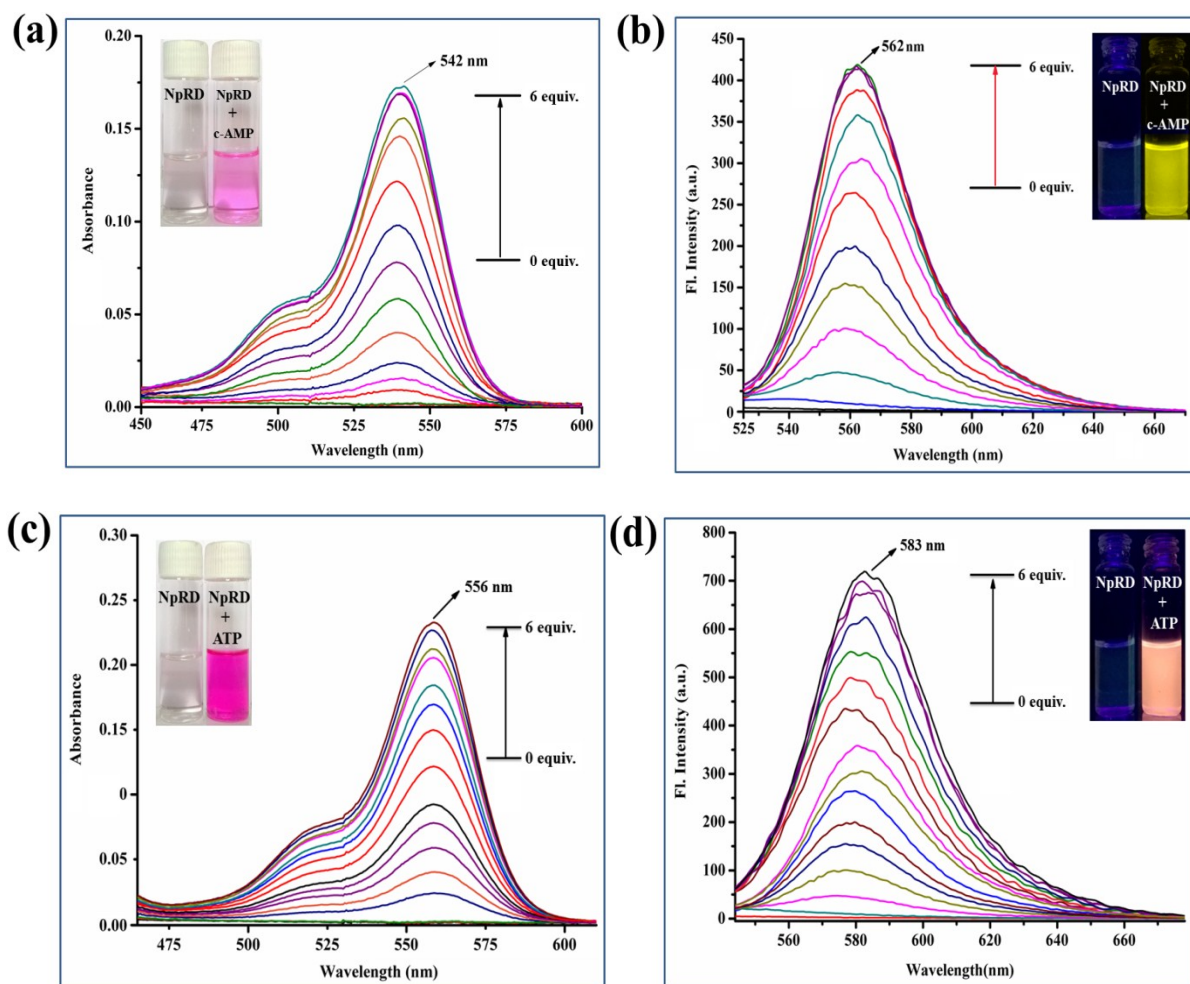 (a)
0.20
0.15
0.10
0.05
0.00
Absorbance
450
475
500
525
550
575
600
Wavelength (nm)
542 nm
6 equiv.
0 equiv.
NpRD
NpRD
+
c-AMP
(b)
450
400
350
300
250
200
150
100
50
0
Fl. Intensity (a.u.)
525
540
560
580
600
620
640
660
Wavelength (nm)
562 nm
6 equiv.
0 equiv.
NpRD
NpRD
+
c-AMP
(c)
0.30
0.25
0.20
0.15
0
0.05
0.00
Absorbance
475
500
525
550
575
600
Wavelength (nm)
556 nm
6 equiv.
0 equiv.
NpRD
NpRD
+
ATP
(d)
800
700
600
500
400
300
200
100
0
Fl. Intensity (a.u.)
560
580
600
620
640
660
Wavelength(nm)
583 nm
6 equiv.
0 equiv.
NpRD
NpRD
+
ATP